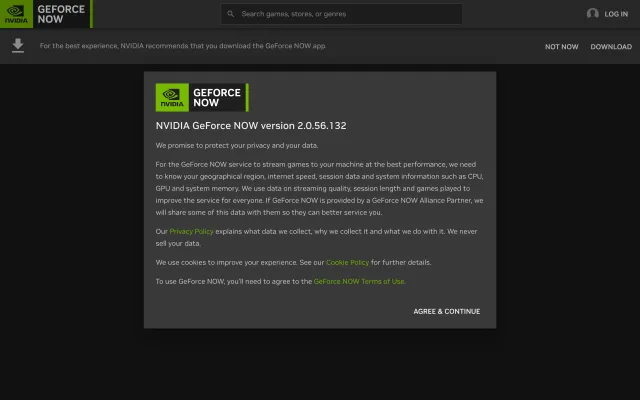 NVIDIA
GEFORCE
NOW
Search games, stores, or genres
LOG IN
For the best experience, NVIDIA recommends that you download the GeForce NOW app.
NOT NOW
DOWNLOAD
NVIDIA
GEFORCE
NOW
NVIDIA GeForce NOW version 2.0.56.132
We promise to protect your privacy and your data.
For the GeForce NOW service to stream games to your machine at the best performance, we need
to know your geographical region, internet speed, session data and system information such as CPU,
GPU and system memory. We use data on streaming quality, session length and games played to
improve the service for everyone. If GeForce NOW is provided by a GeForce NOW Alliance Partner, we
will share some of this data with them so they can better service you.
Our Privacy Policy explains what data we collect, why we collect it and what we do with it. We never
sell your data.
We use cookies to improve your experience. See our Cookie Policy for further details.
To use GeForce NOW, you'll need to agree to the GeForce NOW Terms of Use.
AGREE & CONTINUE